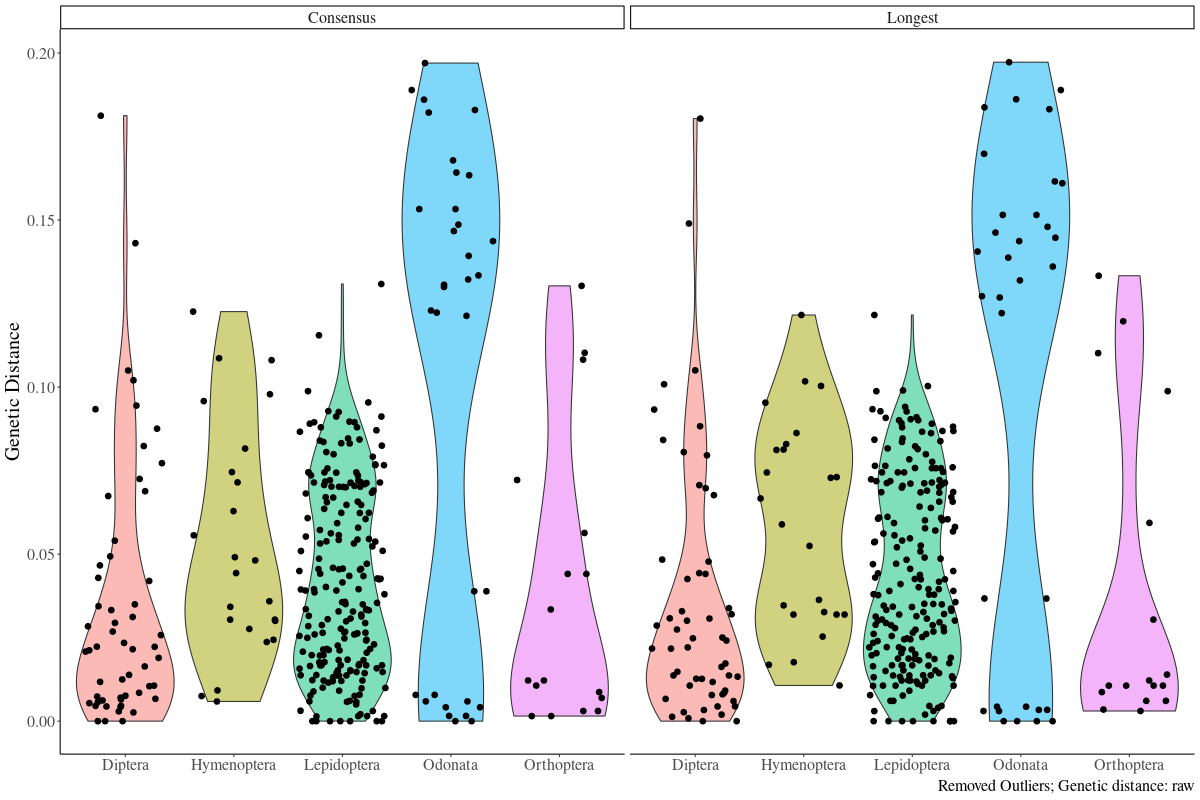 Consensus
Longest
Genetic Distance
0.20
0.15
0.10
0.05
0.00
Diptera
Hymenoptera
Lepidoptera
Odonata
Orthoptera
Diptera
Hymenoptera
Lepidoptera
Odonata
Orthoptera
Removed Outliers; Genetic distance: raw